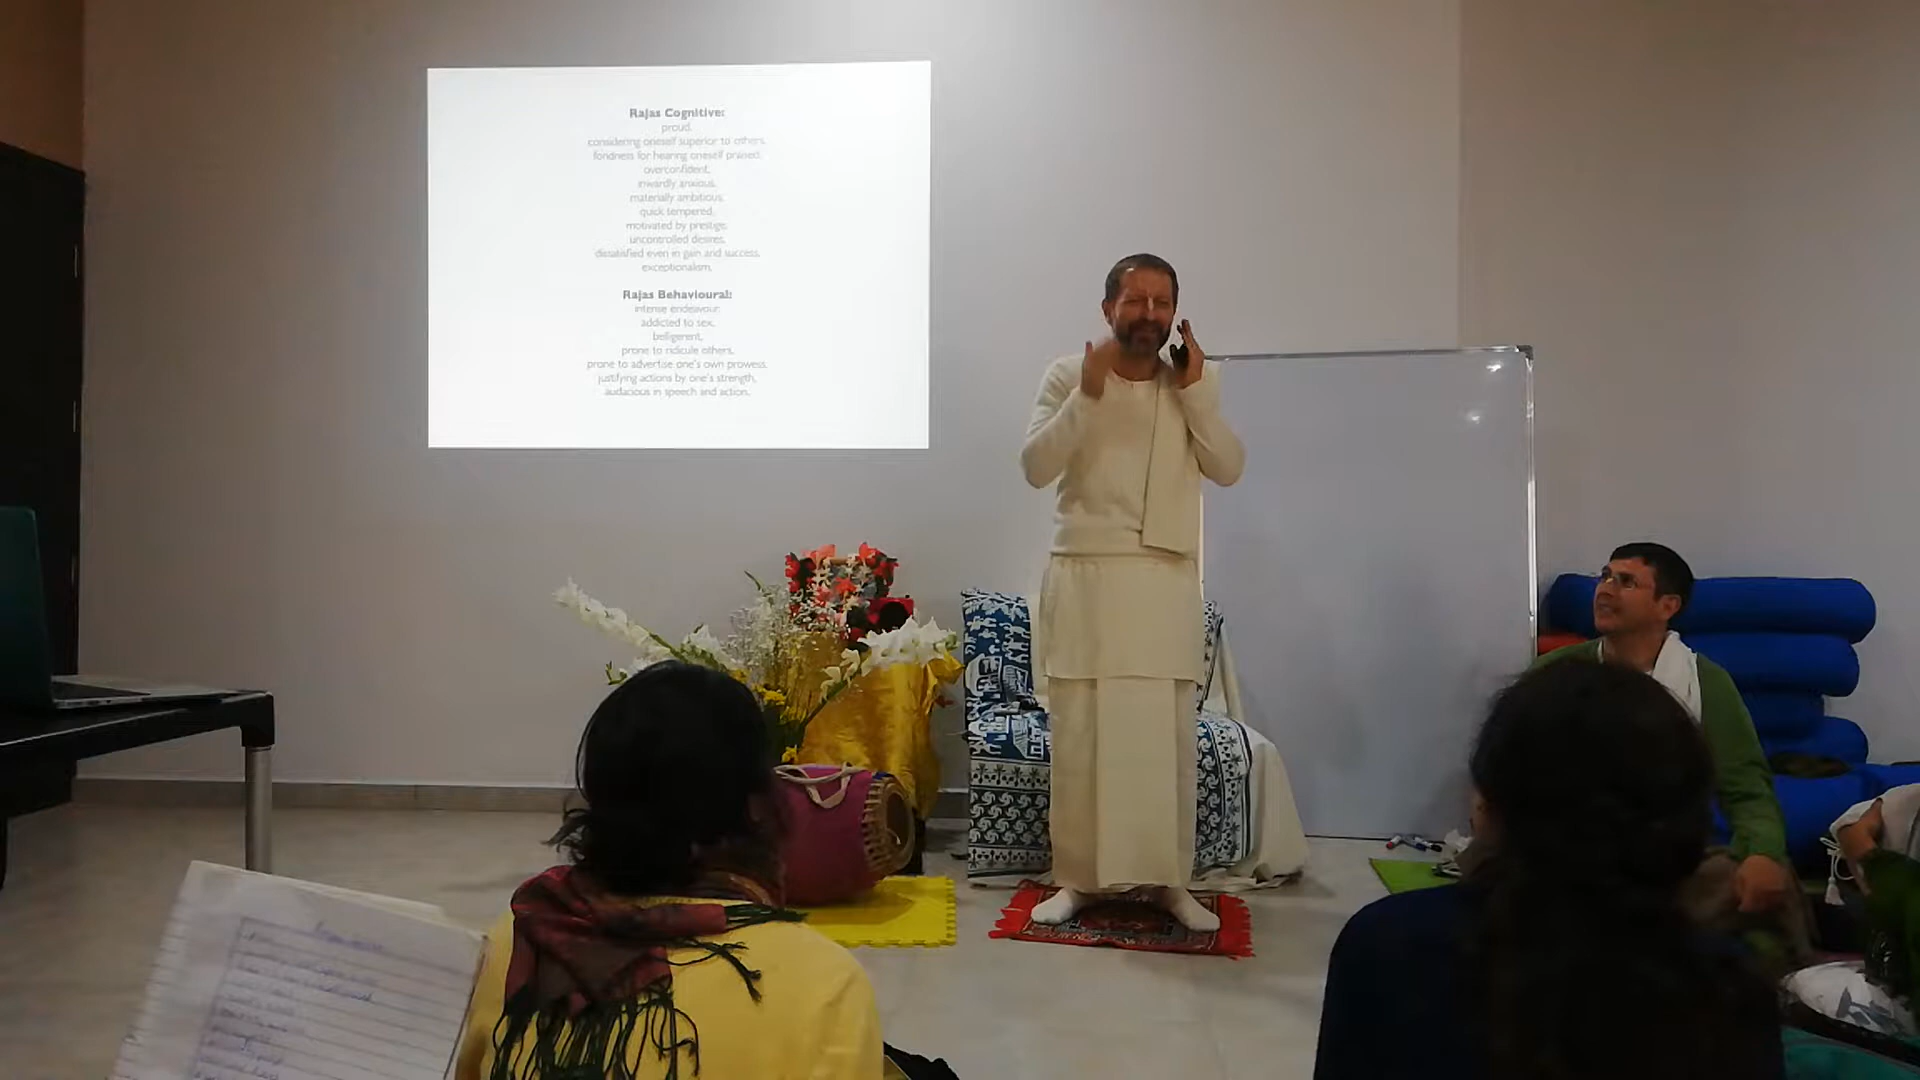 Rajas Cognitive:
proud,
considering oneself superior to others,
fondness for hearing oneself praised,
overconfident,
inwardly anxious,
materially ambitious,
quick tempered,
motivated by prestige,
uncontrolled desires,
dissatisfied even in gain and success,
exceptionalism,
Rajas Behavioural:
intense endeavour,
addicted to sex,
belligerent,
prone to ridicule others,
prone to advertise one's own prowess,
justifying actions by one's strength,
audacious in speech and action,